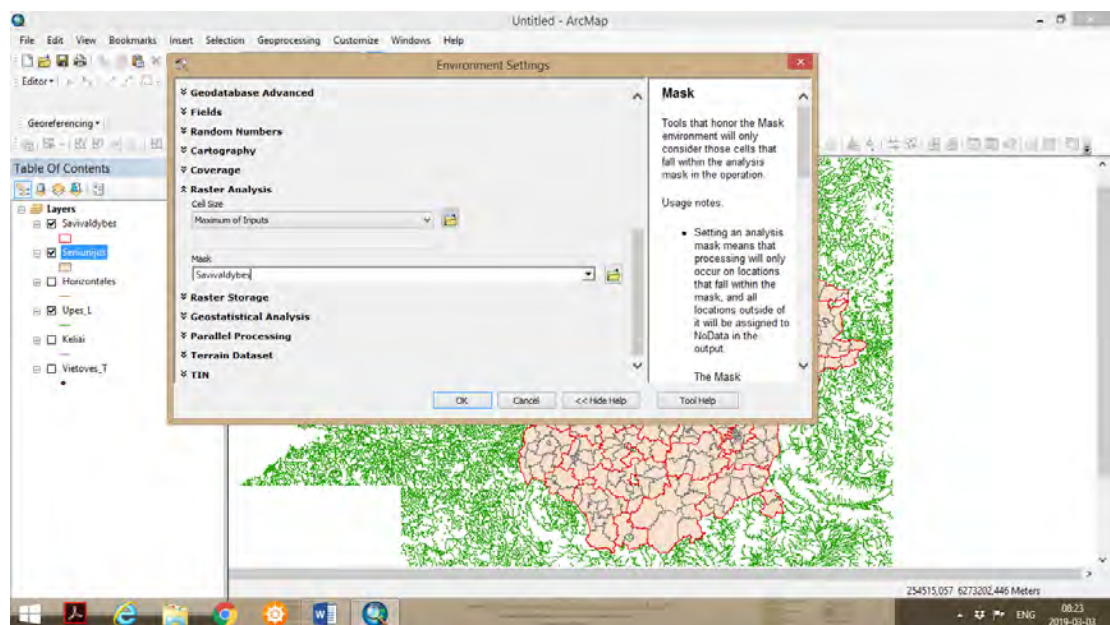 Untitled - ArcMap
File Edit View Bookmarks Insert Selection Geoprocessing Customize Windows Help
Editor
Georeferencing
Table Of Contents
Layers
Savivaldybes
Seniunijos
Horizontales
Upes_L
Keliai
Vietoves_T
Environment Settings
Geodatabase Advanced
Fields
Random Numbers
Cartography
Coverage
Raster Analysis
Cell Size
Maximum of Inputs
Mask
Savivaldybes
Raster Storage
Geostatistical Analysis
Parallel Processing
Terrain Dataset
TIN
OK Cancel << Hide Help Tool Help
Mask
Tools that honor the Mask
environment will only
consider those cells that
fall within the analysis
mask in the operation.
Usage notes:
• Setting an analysis
mask means that
processing will only
occur on locations
that fall within the
mask, and all
locations outside of
it will be assigned to
NoData in the
output.
The Mask
254515,057 6273202,446 Meters
ENG
08:23
2019-03-03